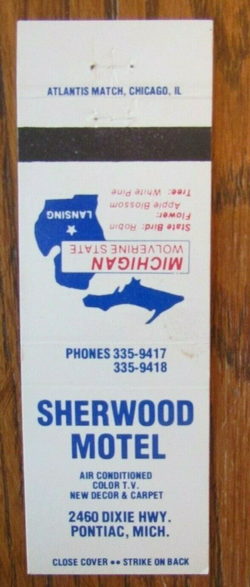 ATLANTIS MATCH, CHICAGO, IL
MICHIGAN
WOLVERINE STATE
State Bird: Robin
Flower:
Apple Blossom
Tree: White Pine
LANSING
PHONES 335-9417
335-9418
SHERWOOD
MOTEL
AIR CONDITIONED
COLOR T.V.
NEW DECOR & CARPET
2460 DIXIE HWY.
PONTIAC, MICH.
CLOSE COVER •• STRIKE ON BACK